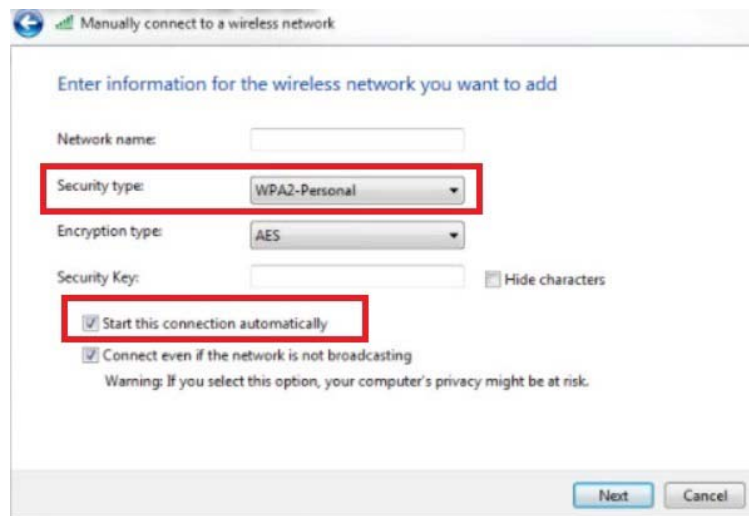 Manually connect to a wireless network
Enter information for the wireless network you want to add
Network name:
Security type: WPA2-Personal
Encryption type: AES
Security Key: Hide characters
Start this connection automatically
Connect even if the network is not broadcasting
Warning: If you select this option, your computer's privacy might be at risk.
Next Cancel